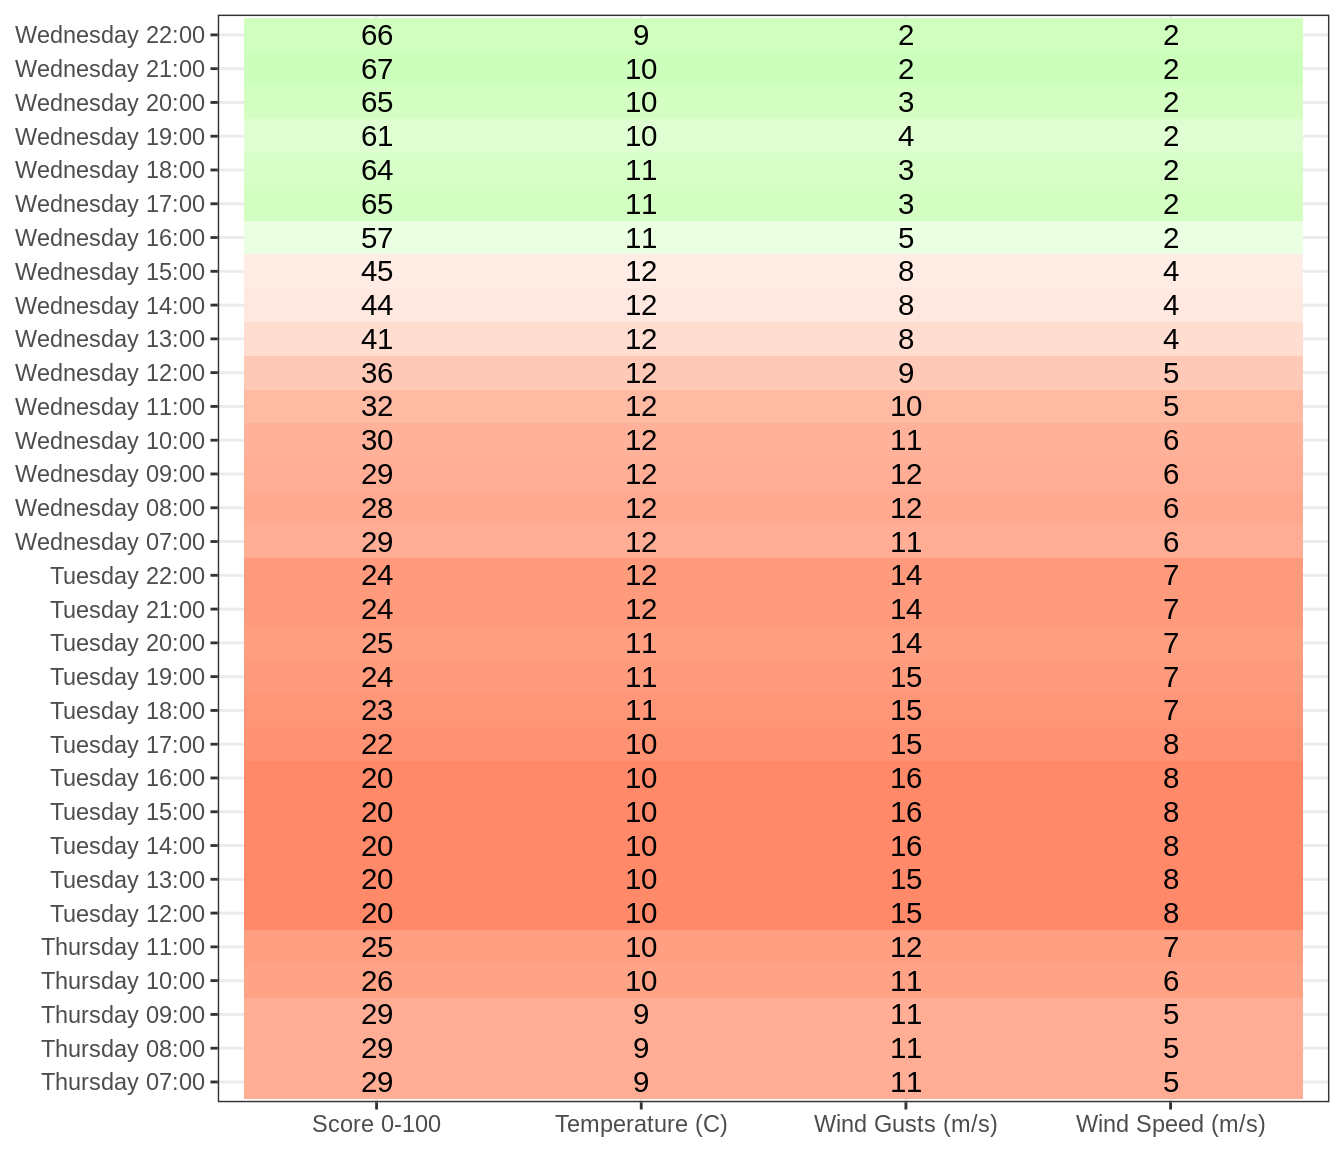 Wednesday 22:00 66 9 2 2
Wednesday 21:00 67 10 2 2
Wednesday 20:00 65 10 3 2
Wednesday 19:00 61 10 4 2
Wednesday 18:00 64 11 3 2
Wednesday 17:00 65 11 3 2
Wednesday 16:00 57 11 5 2
Wednesday 15:00 45 12 8 4
Wednesday 14:00 44 12 8 4
Wednesday 13:00 41 12 8 4
Wednesday 12:00 36 12 9 5
Wednesday 11:00 32 12 10 5
Wednesday 10:00 30 12 11 6
Wednesday 09:00 29 12 12 6
Wednesday 08:00 28 12 12 6
Wednesday 07:00 29 12 11 6
Tuesday 22:00 24 12 14 7
Tuesday 21:00 24 12 14 7
Tuesday 20:00 25 11 14 7
Tuesday 19:00 24 11 15 7
Tuesday 18:00 23 11 15 7
Tuesday 17:00 22 10 15 8
Tuesday 16:00 20 10 16 8
Tuesday 15:00 20 10 16 8
Tuesday 14:00 20 10 16 8
Tuesday 13:00 20 10 15 8
Tuesday 12:00 20 10 15 8
Thursday 11:00 25 10 12 7
Thursday 10:00 26 10 11 6
Thursday 09:00 29 9 11 5
Thursday 08:00 29 9 11 5
Thursday 07:00 29 9 11 5
Score 0-100 Temperature (C) Wind Gusts (m/s) Wind Speed (m/s)